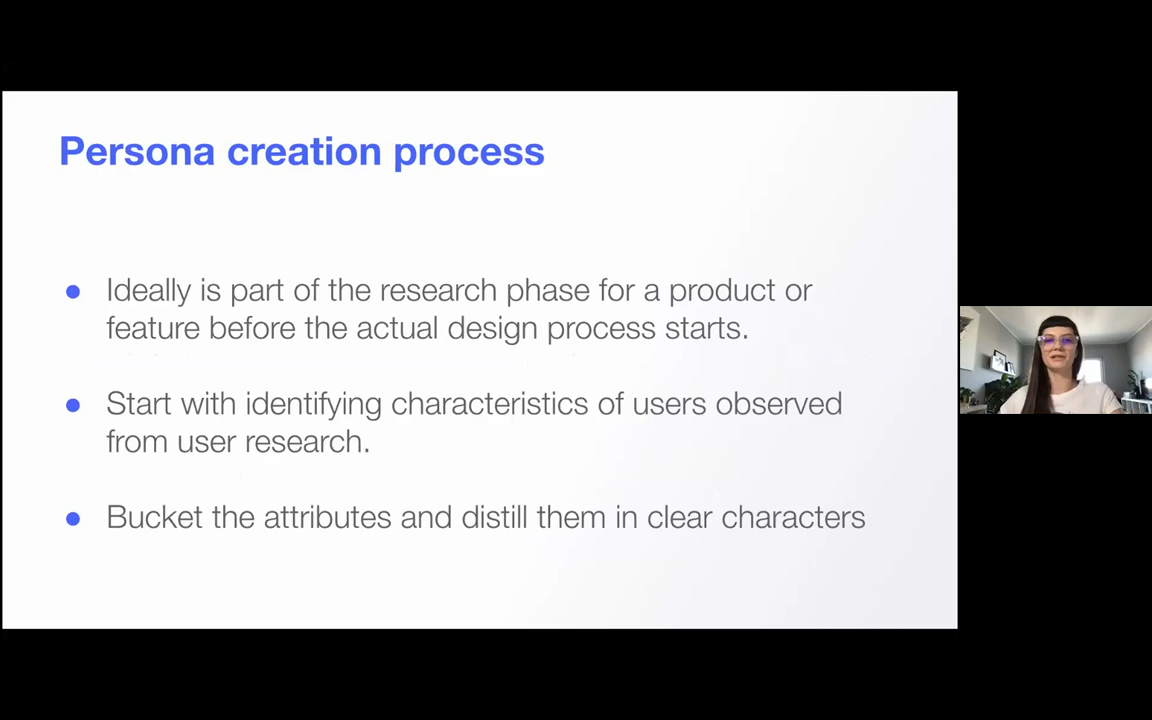 Persona creation process
● Ideally is part of the research phase for a product or
feature before the actual design process starts.
● Start with identifying characteristics of users observed
from user research.
● Bucket the attributes and distill them in clear characters